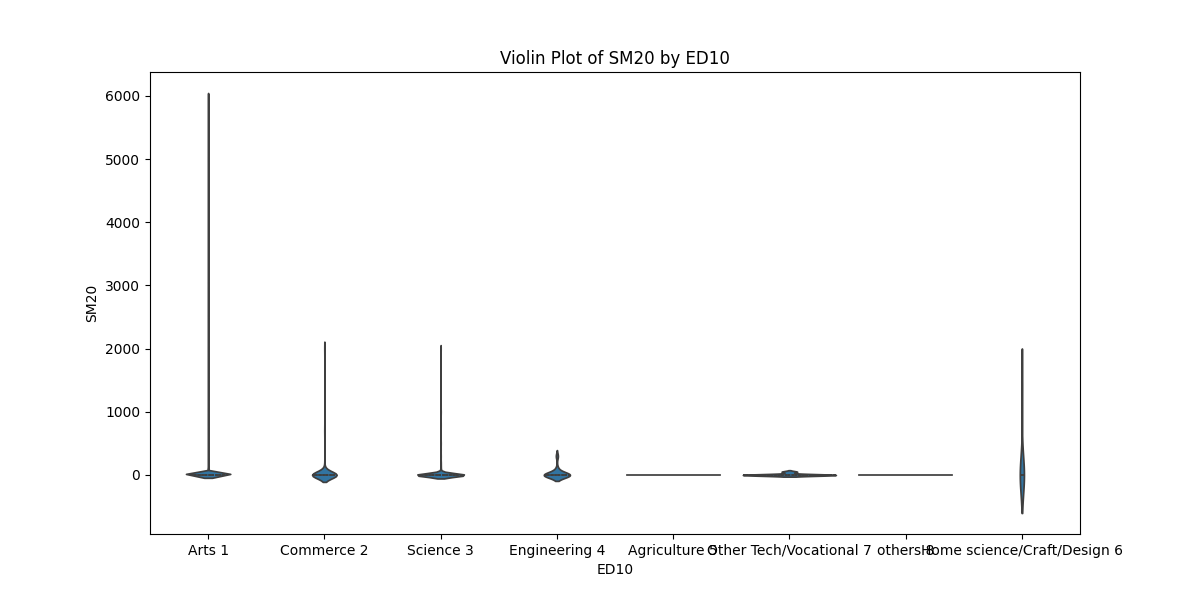 Violin Plot of SM20 by ED10
6000
5000
4000
3000
2000
1000
0
SM20
Arts 1 Commerce 2 Science 3 Engineering 4 Agriculture 5 Other Tech/Vocational 7 others 8 Home science/Craft/Design 6
ED10